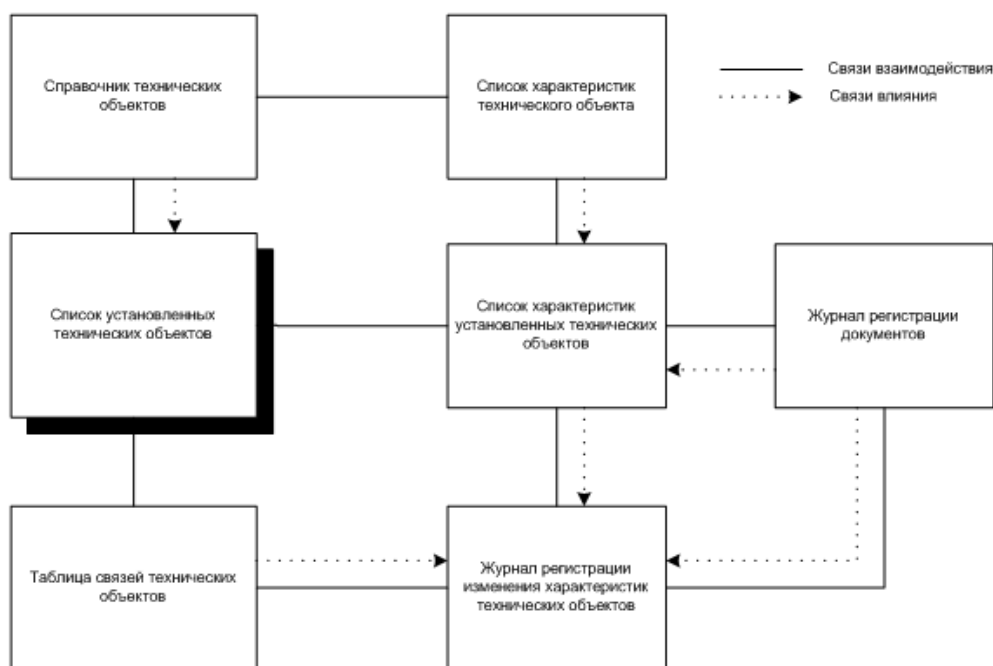 Справочник технических
объектов
Список характеристик
технического объекта
Связи взаимодействия
Связи влияния
Список установленных
технических объектов
Список характеристик
установленных технических
объектов
Журнал регистрации
документов
Таблица связей технических
объектов
Журнал регистрации
изменения характеристик
технических объектов